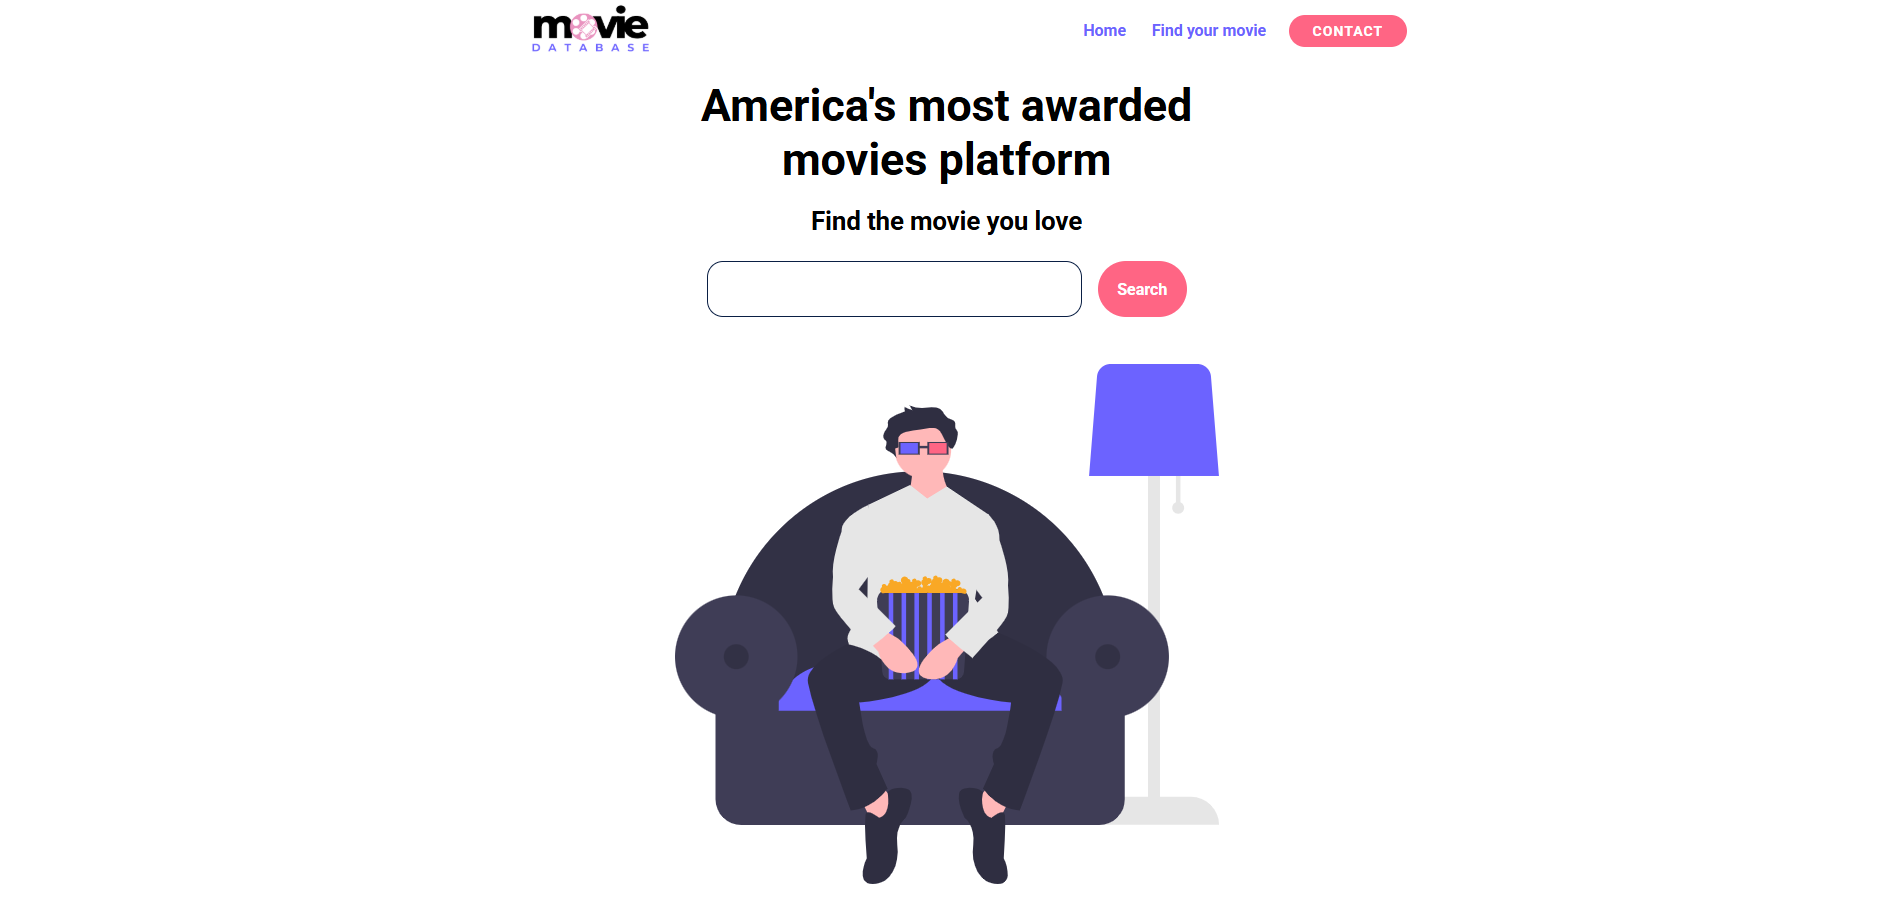 movie
DATABASE
Home
Find your movie
CONTACT
America's most awarded
movies platform
Find the movie you love
Search